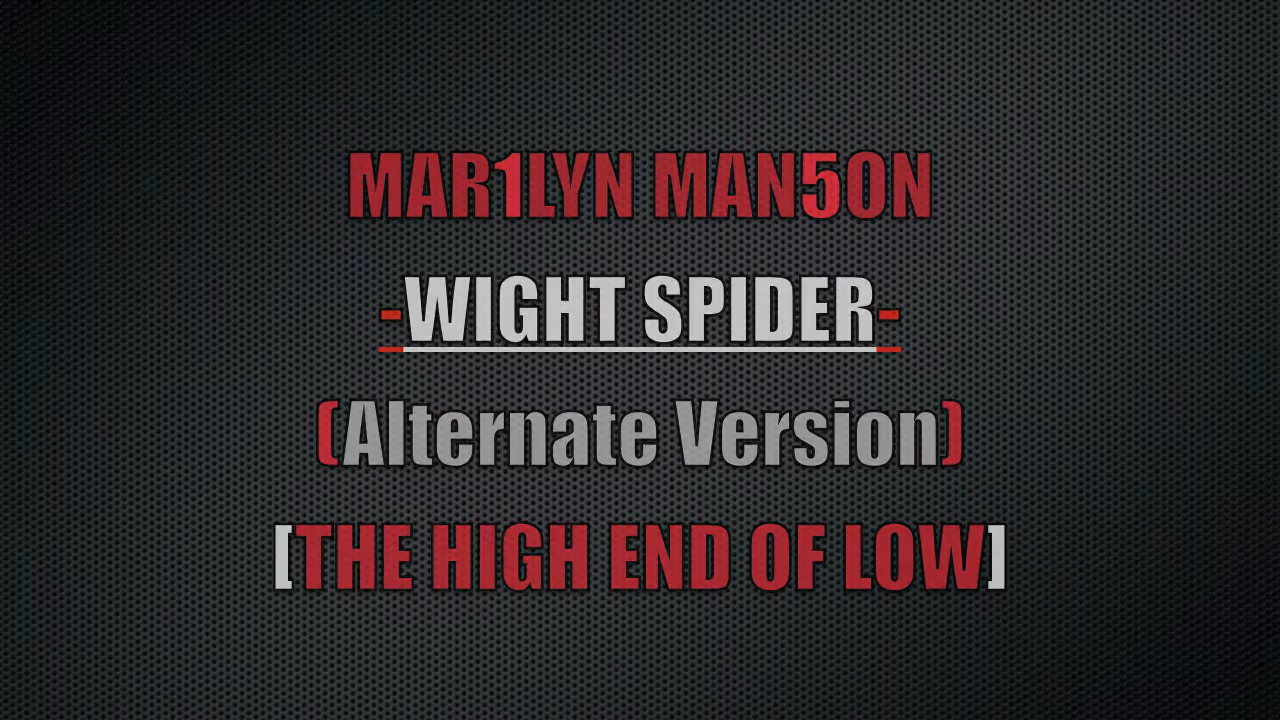 MAR1LYN MAN5ON
-WIGHT SPIDER-
(Alternate Version)
[THE HIGH END OF LOW]